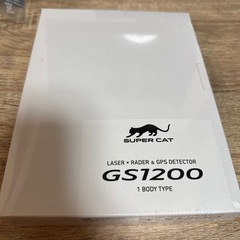 SUPER CAT
LASER × RADER & GPS DETECTOR
GS1200
1 BODY TYPE